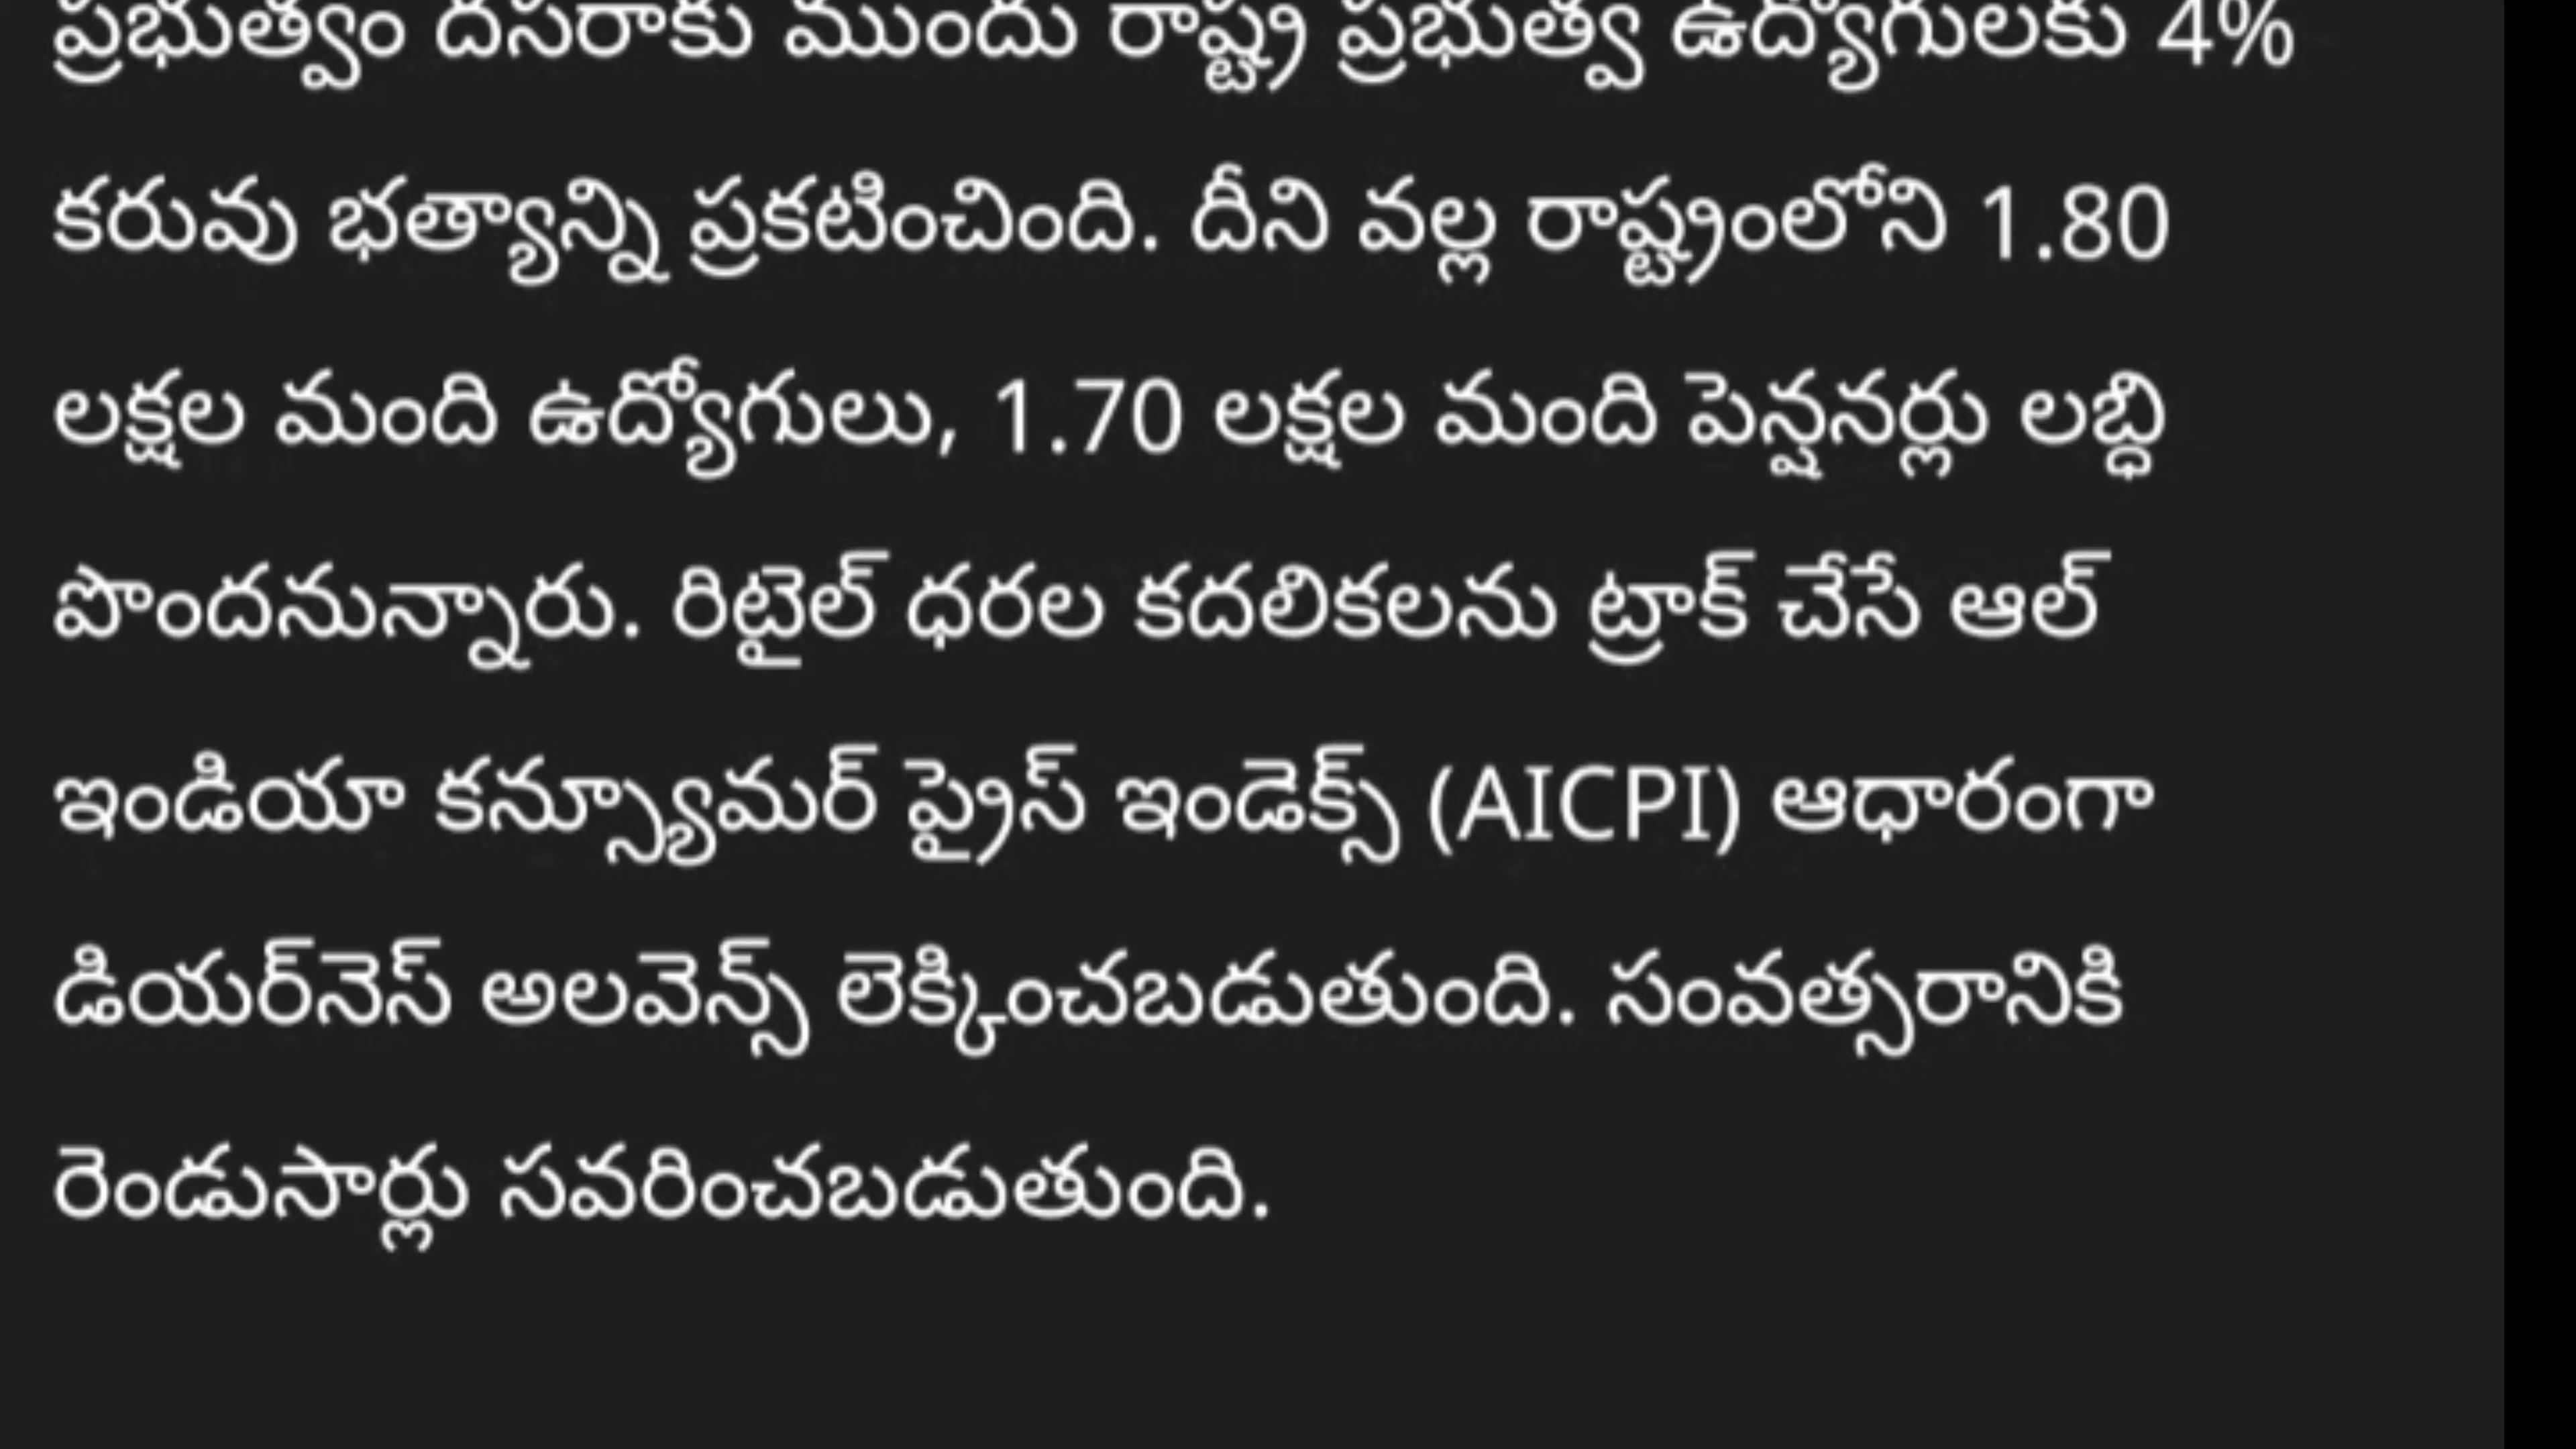 ప్రభుత్వం దసరాకు ముందు రాష్ట్ర ప్రభుత్వ ఉద్యోగులకు 4%
కరువు భత్యాన్ని ప్రకటించింది. దీని వల్ల రాష్ట్రంలోని 1.80
లక్షల మంది ఉద్యోగులు, 1.70 లక్షల మంది పెన్షనర్లు లబ్ధి
పొందనున్నారు. రిటైల్ ధరల కదలికలను ట్రాక్ చేసే ఆల్
ఇండియా కన్స్యూమర్ ప్రైస్ ఇండెక్స్ (AICPI) ఆధారంగా
డియర్‌నెస్ అలవెన్స్ లెక్కించబడుతుంది. సంవత్సరానికి
రెండుసార్లు సవరించబడుతుంది.